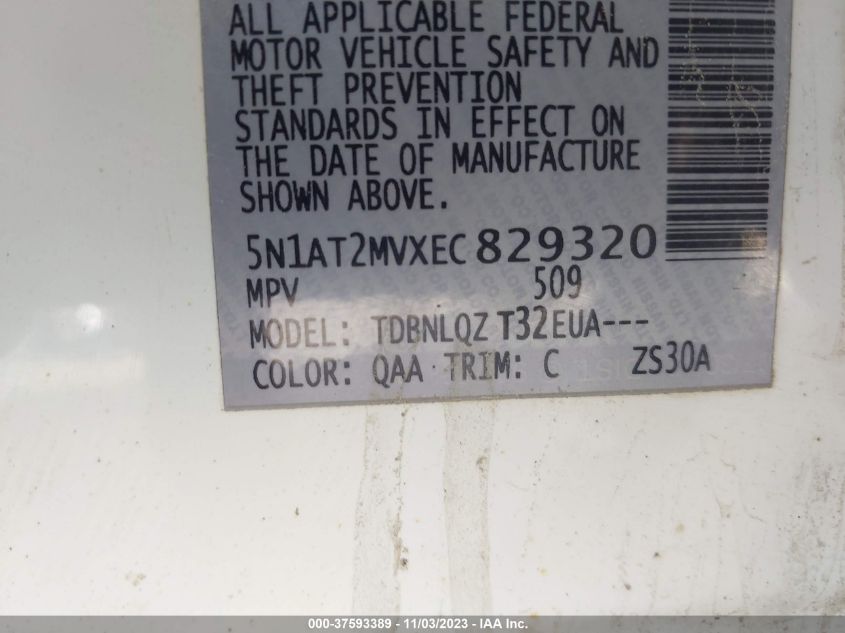 ALL APPLICABLE FEDERAL
MOTOR VEHICLE SAFETY AND
THEFT PREVENTION
STANDARDS IN EFFECT ON
THE DATE OF MANUFACTURE
SHOWN ABOVE.
5N1AT2MVXEC829320
MPV 509
MODEL: TDBNLQZ T32EUA---
COLOR: QAA TRIM: C ZS30A
000-37593389 - 11/03/2023 - © IAA Inc.